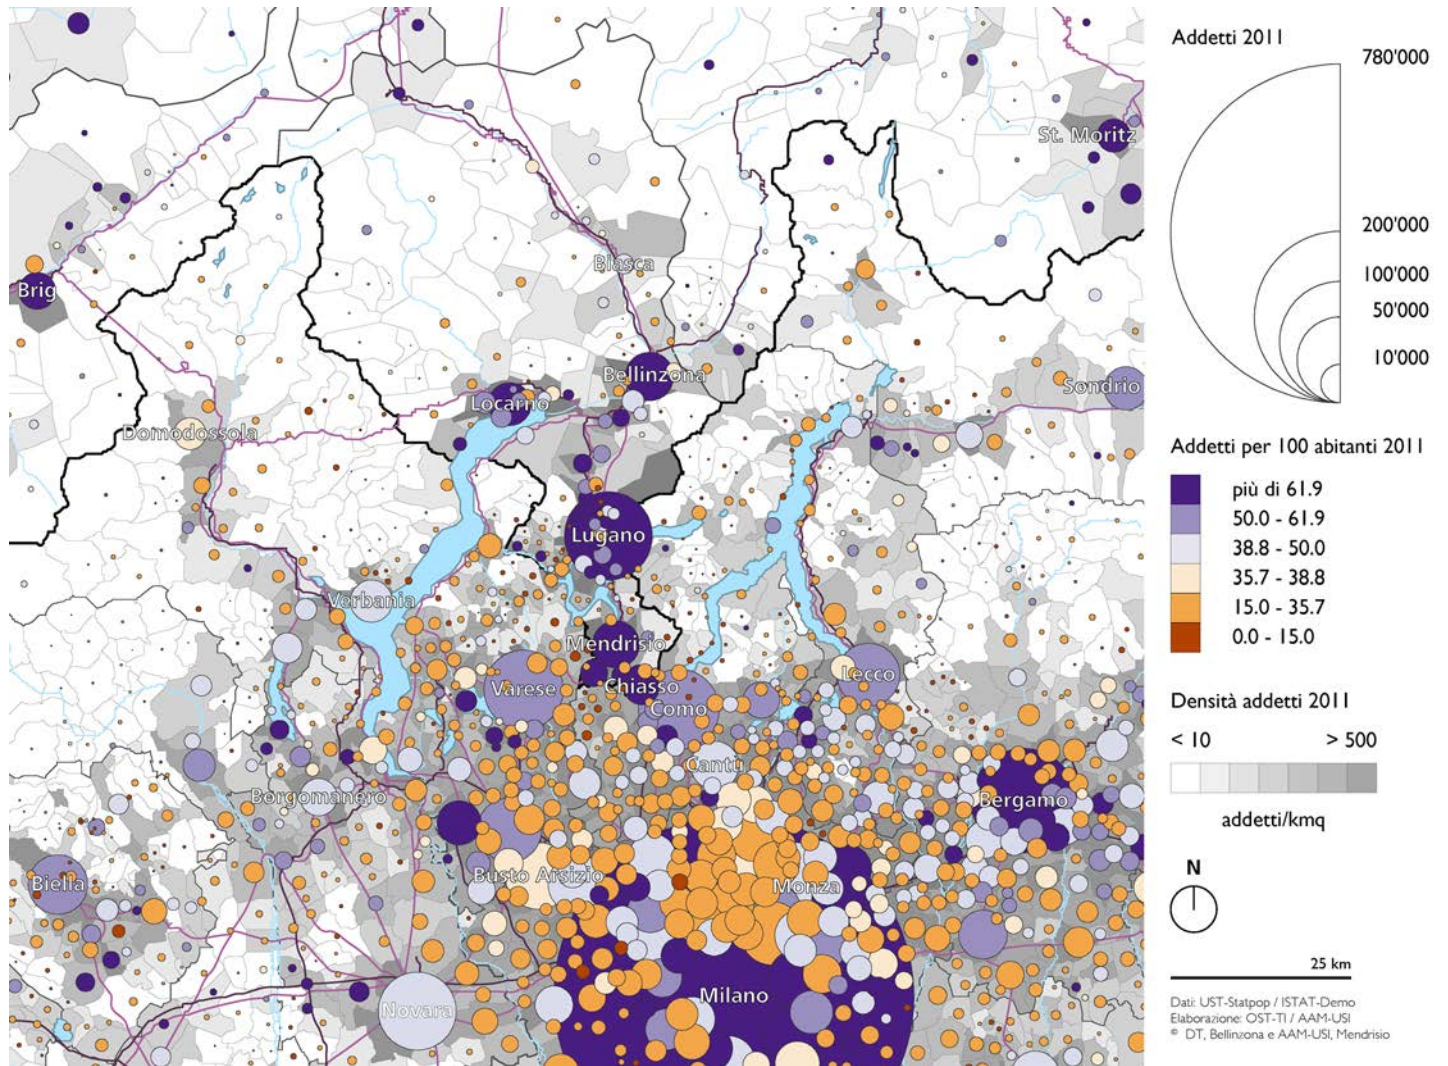 St. Moritz
Biasca
Brig
Bellinzona
Sondrio
Locarno
Domodossola
Lugano
Verbania
Mendrisio
Lecco
Varese
Chiasso
Como
Cantù
Borgomanero
Bergamo
Biella
Busto Arsizio
Monza
Milano
Novara
Addetti 2011
780'000
200'000
100'000
50'000
10'000
Addetti per 100 abitanti 2011
più di 61.9
50.0 - 61.9
38.8 - 50.0
35.7 - 38.8
15.0 - 35.7
0.0 - 15.0
Densità addetti 2011
< 10 > 500
addetti/kmq
N
25 km
Dati: UST-Statpop / ISTAT-Demo
Elaborazione: OST-TI / AAM-USI
© DT, Bellinzona e AAM-USI, Mendrisio